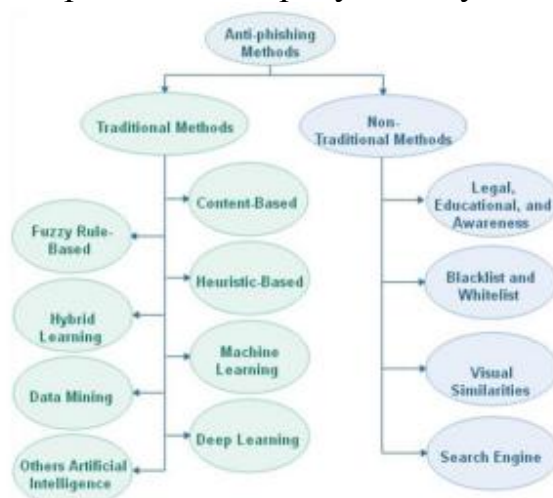 Anti-phishing
Methods
Traditional Methods
Non-
Traditional Methods
Content-Based
Fuzzy Rule-
Based
Heuristic-Based
Hybrid
Learning
Machine
Learning
Data Mining
Deep Learning
Others Artificial
Intelligence
Legal,
Educational, and
Awareness
Blacklist and
Whitelist
Visual
Similarities
Search Engine